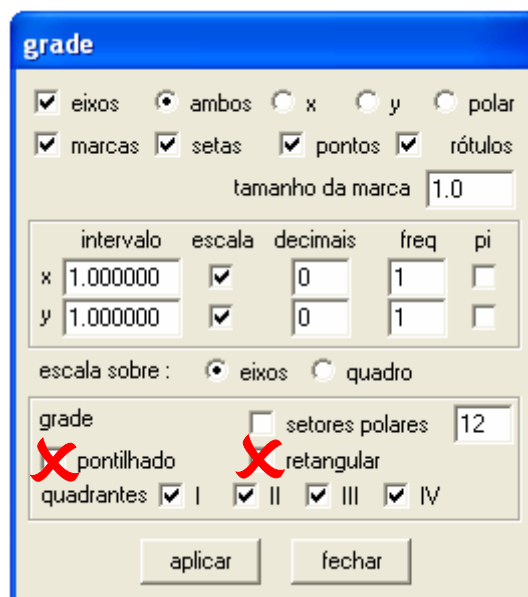 grade
eixos ambos x y polar
marcas setas pontos rótulos
tamanho da marca 1.0
intervalo escala decimais freq pi
x 1.000000 0 1
y 1.000000 0 1
escala sobre : eixos quadro
grade setores polares 12
pontilhado retangular
quadrantes I II III IV
aplicar fechar